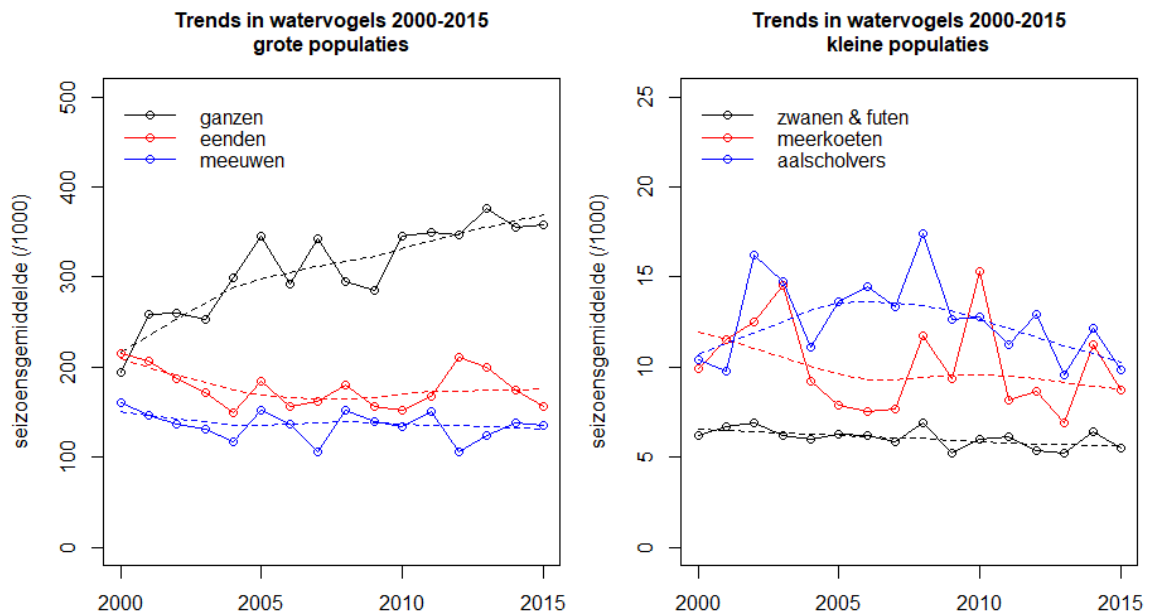 Trends in watervogels 2000-2015
grote populaties
seizoensgemiddelde (/1000)
500
400
300
200
100
0
ganzen
eenden
meeuwen
2000
2005
2010
2015
Trends in watervogels 2000-2015
kleine populaties
seizoensgemiddelde (/1000)
25
20
15
10
5
0
zwanen & futen
meerkoeten
aalscholvers
2000
2005
2010
2015